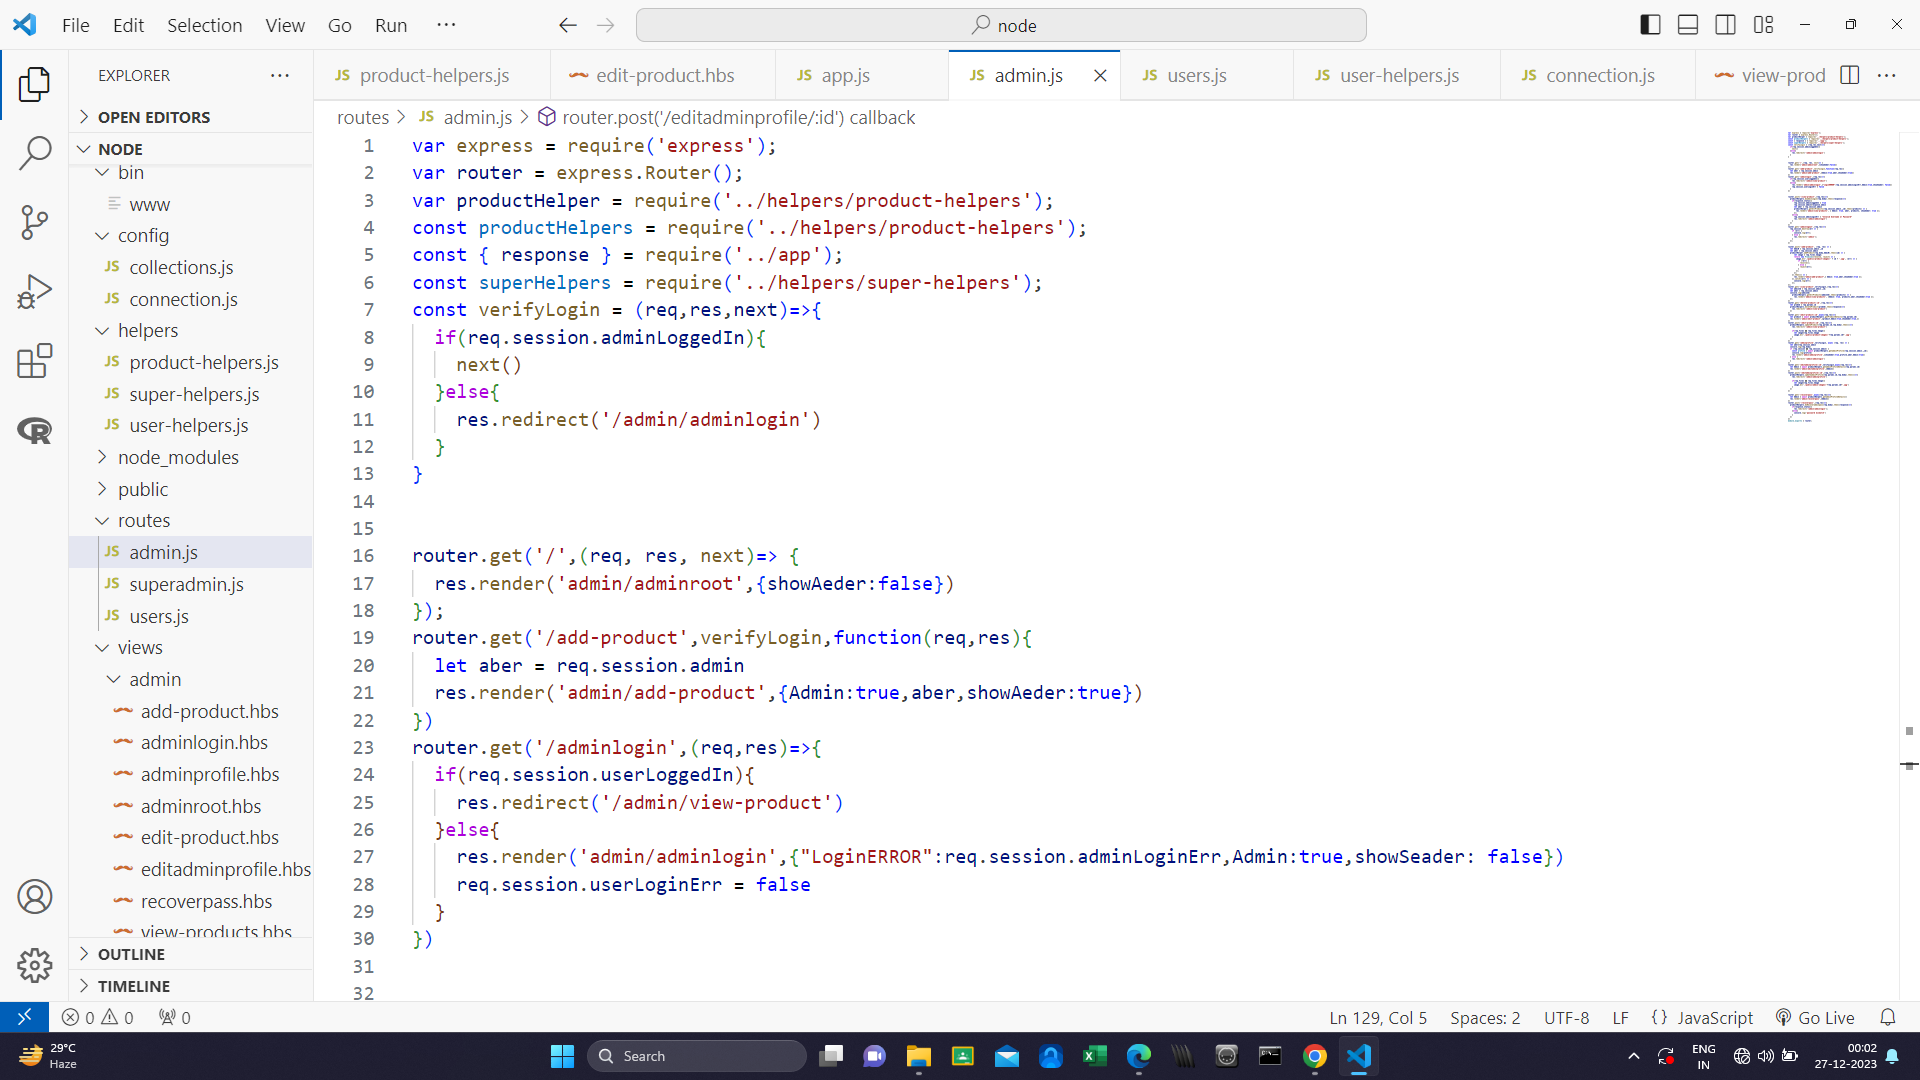 File Edit Selection View Go Run ···
node
EXPLORER ···
OPEN EDITORS
NODE
bin
www
config
JS collections.js
JS connection.js
helpers
JS product-helpers.js
JS super-helpers.js
JS user-helpers.js
node_modules
public
routes
JS admin.js
JS superadmin.js
JS users.js
views
admin
add-product.hbs
adminlogin.hbs
adminprofile.hbs
adminroot.hbs
edit-product.hbs
editadminprofile.hbs
recoverpass.hbs
view-products.hbs
OUTLINE
TIMELINE
JS product-helpers.js edit-product.hbs JS app.js JS admin.js JS users.js JS user-helpers.js JS connection.js view-prod ···
routes > JS admin.js > router.post('/editadminprofile/:id') callback
1 var express = require('express');
2 var router = express.Router();
3 var productHelper = require('../helpers/product-helpers');
4 const productHelpers = require('../helpers/product-helpers');
5 const { response } = require('../app');
6 const superHelpers = require('../helpers/super-helpers');
7 const verifyLogin = (req,res,next)=>{
8   if(req.session.adminLoggedIn){
9     next()
10   }else{
11     res.redirect('/admin/adminlogin')
12   }
13 }
14
15
16 router.get('/',(req, res, next)=> {
17   res.render('admin/adminroot',{showAeder:false})
18 });
19 router.get('/add-product',verifyLogin,function(req,res){
20   let aber = req.session.admin
21   res.render('admin/add-product',{Admin:true,aber,showAeder:true})
22 })
23 router.get('/adminlogin',(req,res)=>{
24   if(req.session.userLoggedIn){
25     res.redirect('/admin/view-product')
26   }else{
27     res.render('admin/adminlogin',{"LoginERROR":req.session.adminLoginErr,Admin:true,showSeader: false})
28     req.session.userLoginErr = false
29   }
30 })
31
32
0 0 0 Ln 129, Col 5 Spaces: 2 UTF-8 LF {} JavaScript Go Live
29°C
Haze
Search
ENG
IN
00:02
27-12-2023